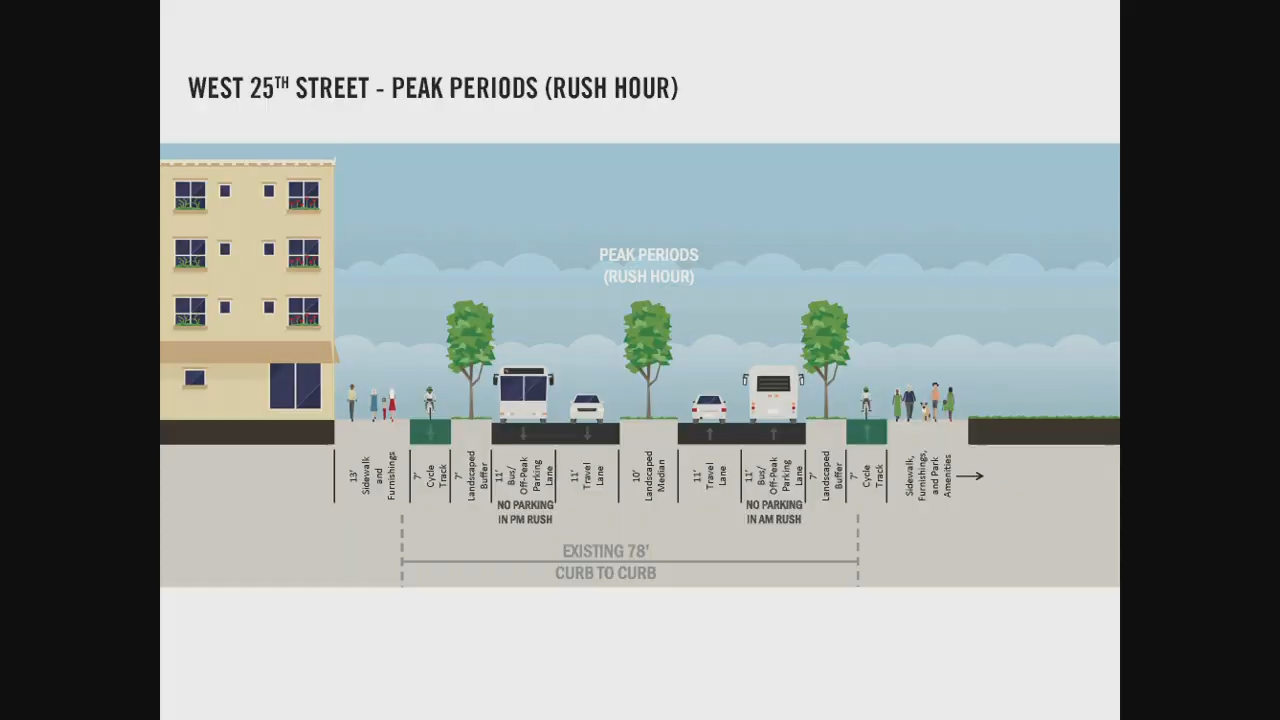 WEST 25TH STREET - PEAK PERIODS (RUSH HOUR)
PEAK PERIODS
(RUSH HOUR)
13'
Sidewalk
and
Furnishings
7'
Cycle
Track
7'
Landscaped
Buffer
11'
Bus/
Off-Peak
Parking
Lane
NO PARKING
IN PM RUSH
11'
Travel
Lane
10'
Landscaped
Median
11'
Travel
Lane
11'
Bus/
Off-Peak
Parking
Lane
NO PARKING
IN AM RUSH
7'
Landscaped
Buffer
7'
Cycle
Track
Sidewalk,
Furnishings,
and Park
Amenities
EXISTING 78'
CURB TO CURB